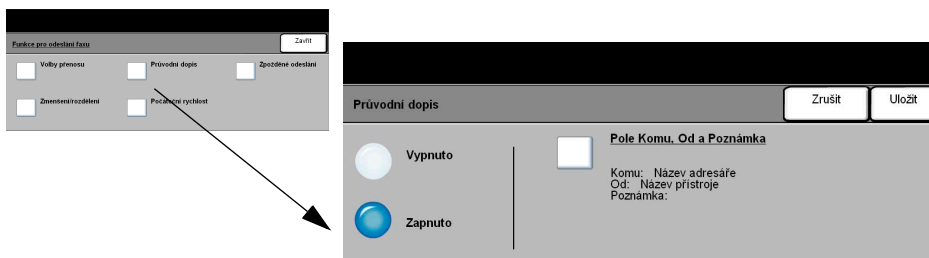 Funkce pro odeslání faxu
Zavřít
Volby přenosu
Průvodní dopis
Zpožděné odeslání
Zmenšení/rozdělení
Počáteční rychlost
Průvodní dopis
Zrušit
Uložit
Vypnuto
Zapnuto
Pole Komu, Od a Poznámka
Komu: Název adresáře
Od: Název přístroje
Poznámka: